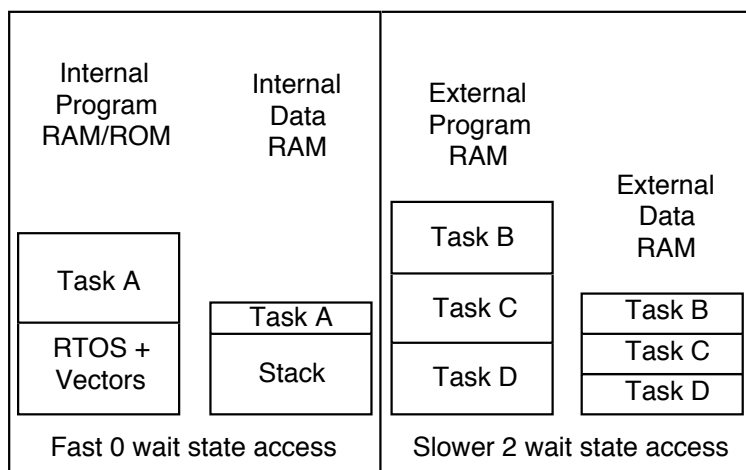 Internal
Program
RAM/ROM
Internal
Data
RAM
External
Program
RAM
External
Data
RAM
Task A
RTOS +
Vectors
Task A
Stack
Task B
Task C
Task D
Task B
Task C
Task D
Fast 0 wait state access
Slower 2 wait state access